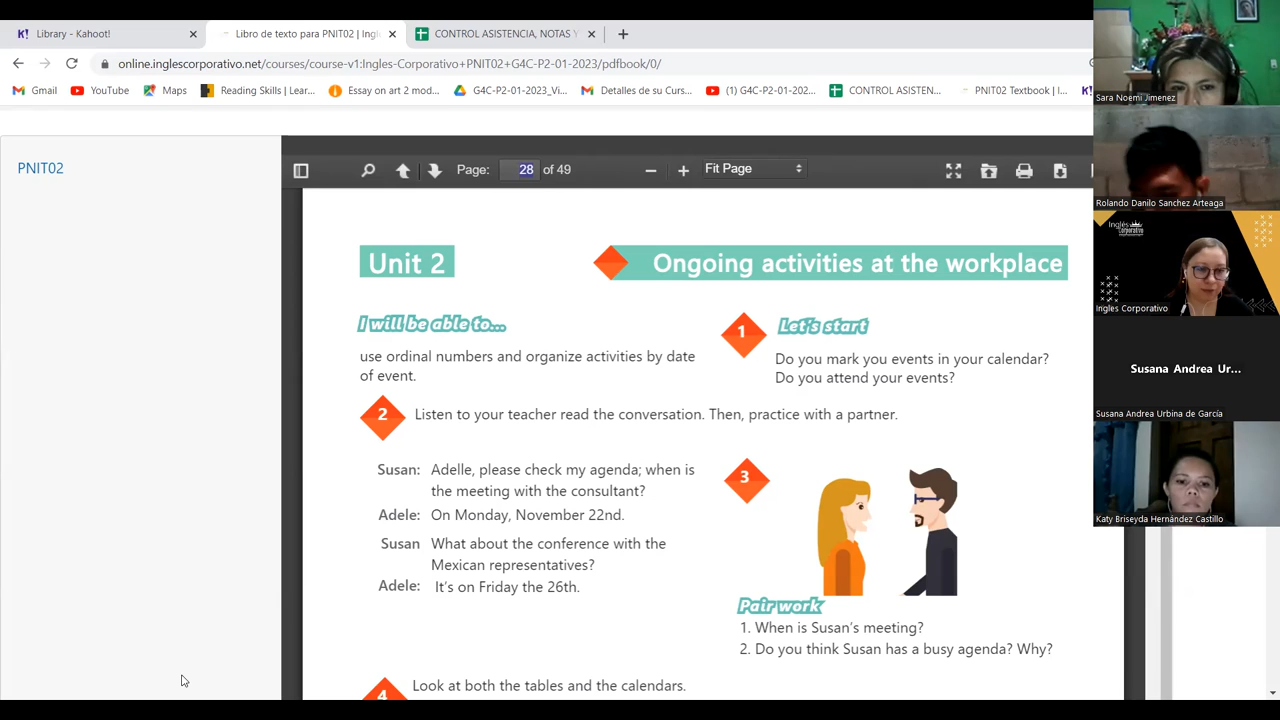 Library - Kahoot!
Libro de texto para PNIT02 | Ingl
CONTROL ASISTENCIA, NOTAS Y
online.inglescorporativo.net/courses/course-v1:Ingles-Corporativo+PNIT02+G4C-P2-01-2023/pdfbook/0/
Gmail
YouTube
Maps
Reading Skills | Lear...
Essay on art 2 mod...
G4C-P2-01-2023_Vi...
Detalles de su Curs...
(1) G4C-P2-01-202...
CONTROL ASISTEN...
PNIT02 Textbook | I...
PNIT02
Page: 28 of 49
Fit Page
Unit 2
Ongoing activities at the workplace
I will be able to...
use ordinal numbers and organize activities by date
of event.
1
Let's start
Do you mark you events in your calendar?
Do you attend your events?
2
Listen to your teacher read the conversation. Then, practice with a partner.
Susan: Adelle, please check my agenda; when is
the meeting with the consultant?
Adele: On Monday, November 22nd.
Susan What about the conference with the
Mexican representatives?
Adele: It's on Friday the 26th.
3
Pair work
1. When is Susan's meeting?
2. Do you think Susan has a busy agenda? Why?
4
Look at both the tables and the calendars.
Sara Noemi Jimenez
Rolando Danilo Sanchez Arteaga
Inglés
Corporativo
Ingles Corporativo
Susana Andrea Ur...
Susana Andrea Urbina de García
Katy Briseyda Hernández Castillo